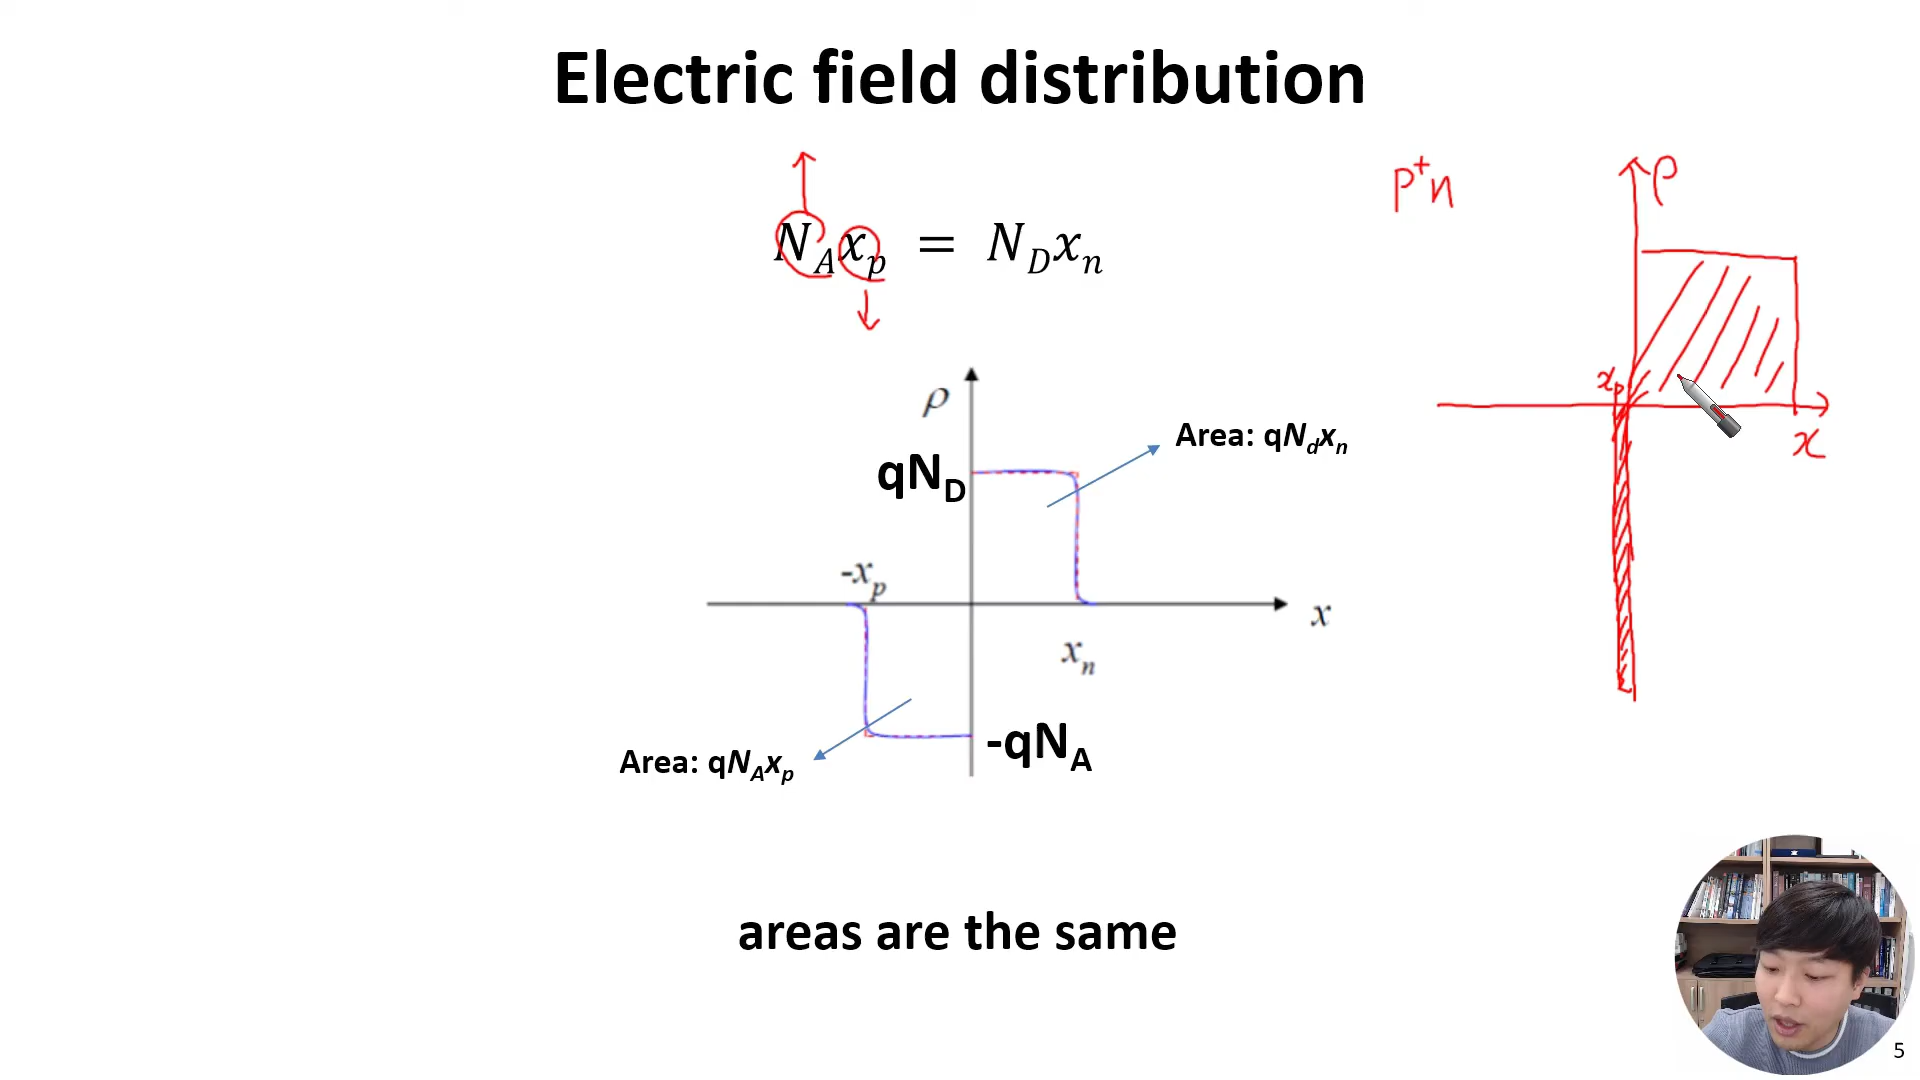 Electric field distribution
N_A x_p = N_D x_n
p⁺n
ρ
x_p
x
ρ
qN_D
Area: qN_d x_n
-x_p
x
x_n
-qN_A
Area: qN_A x_p
areas are the same
5